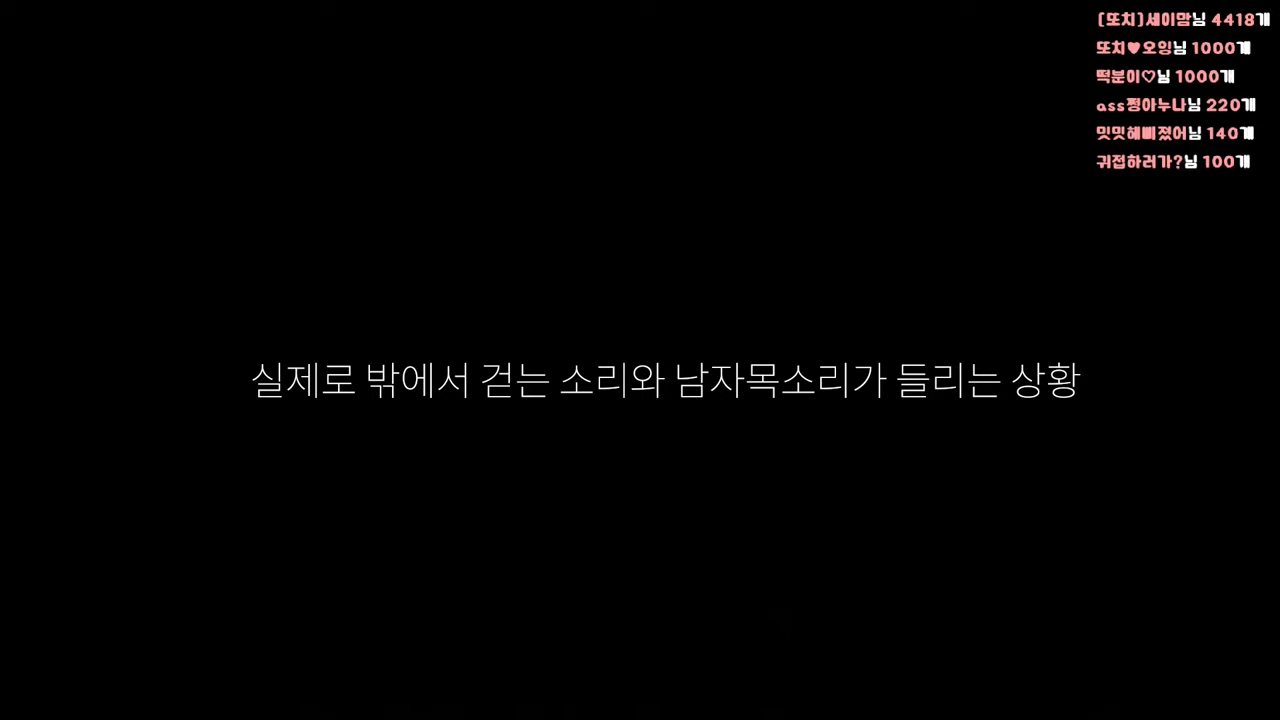 [또치]세이맘님 4418개
또치♥오잉님 1000개
떡분이♡님 1000개
ass쩡아누나님 220개
밋밋해삐졌어님 140개
귀접하러가?님 100개
실제로 밖에서 걷는 소리와 남자목소리가 들리는 상황